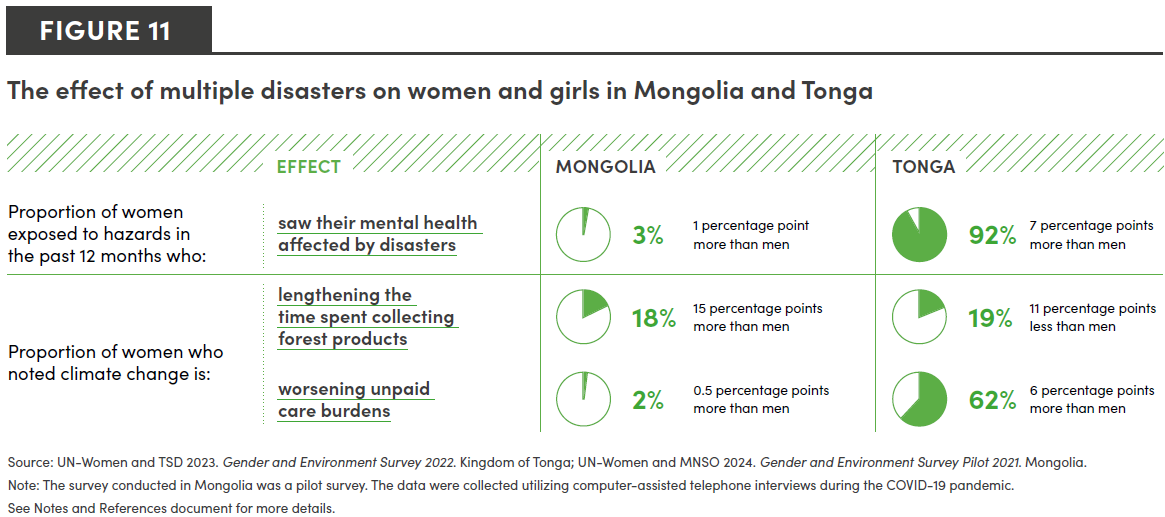 FIGURE 11
The effect of multiple disasters on women and girls in Mongolia and Tonga
EFFECT
MONGOLIA
TONGA
Proportion of women
exposed to hazards in
the past 12 months who:
saw their mental health
affected by disasters
3%
1 percentage point
more than men
92%
7 percentage points
more than men
Proportion of women who
noted climate change is:
lengthening the
time spent collecting
forest products
18%
15 percentage points
more than men
19%
11 percentage points
less than men
worsening unpaid
care burdens
2%
0.5 percentage points
more than men
62%
6 percentage points
more than men
Source: UN-Women and TSD 2023. Gender and Environment Survey 2022. Kingdom of Tonga; UN-Women and MNSO 2024. Gender and Environment Survey Pilot 2021. Mongolia.
Note: The survey conducted in Mongolia was a pilot survey. The data were collected utilizing computer-assisted telephone interviews during the COVID-19 pandemic.
See Notes and References document for more details.